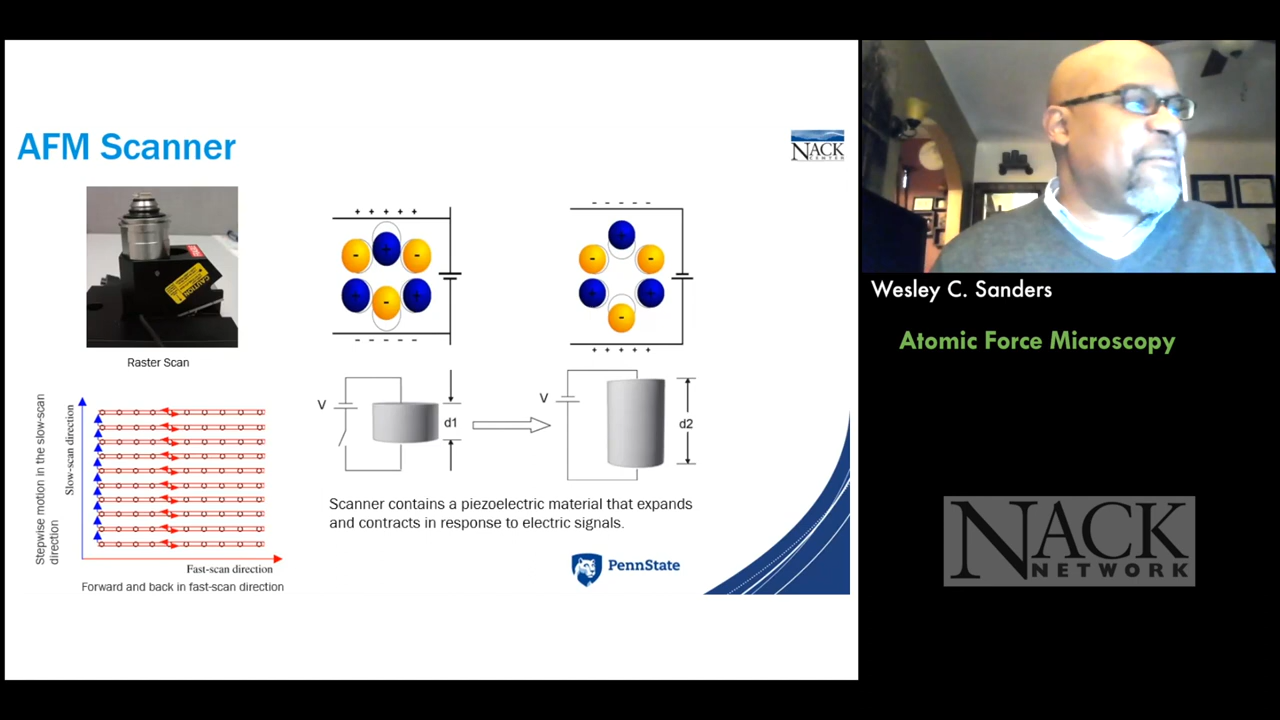 AFM Scanner
NACK
CENTER
CAUTION
Raster Scan
+ + + + +
- - - - -
- + -
+ - +
- - - - -
+ + + + +
+
- -
+ +
-
V
d1
V
d2
Stepwise motion in the slow-scan
direction
Slow-scan direction
Fast-scan direction
Forward and back in fast-scan direction
Scanner contains a piezoelectric material that expands
and contracts in response to electric signals.
PennState
Wesley C. Sanders
Atomic Force Microscopy
NACK
NETWORK